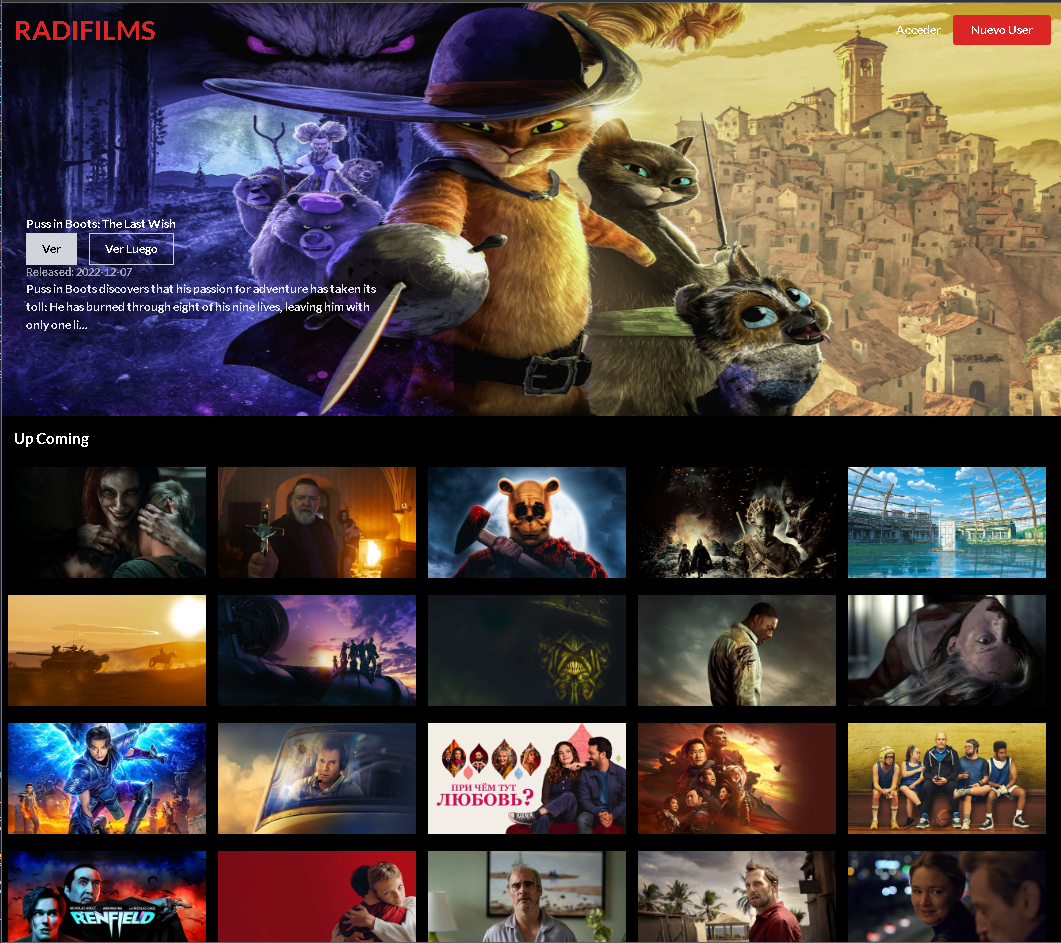 RADIFILMS
Acceder
Nuevo User
Puss in Boots: The Last Wish
Ver
Ver Luego
Released: 2022-12-07
Puss in Boots discovers that his passion for adventure has taken its
toll: He has burned through eight of his nine lives, leaving him with
only one li...
Up Coming
ПРИ ЧЁМ ТУТ
ЛЮБОВЬ?
RENFIELD